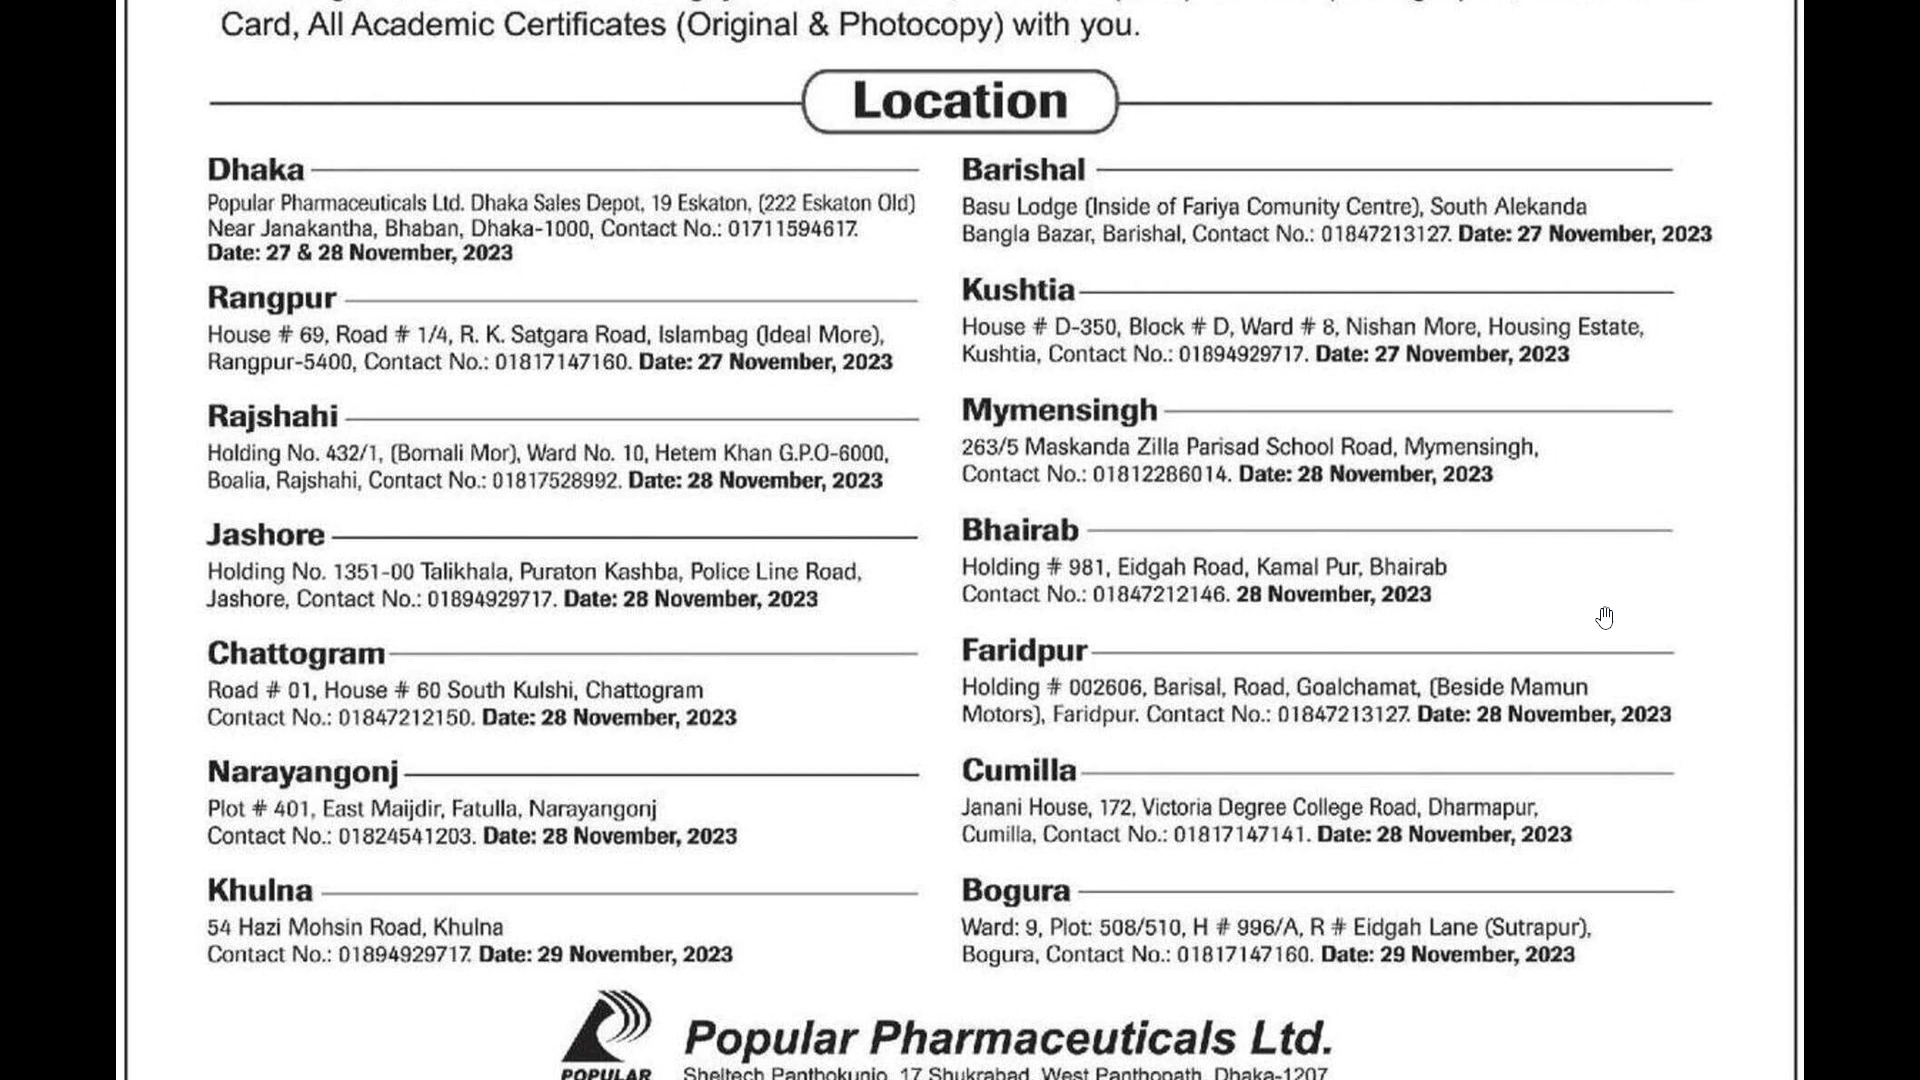 Card, All Academic Certificates (Original & Photocopy) with you.
Location
Dhaka
Popular Pharmaceuticals Ltd. Dhaka Sales Depot, 19 Eskaton, (222 Eskaton Old)
Near Janakantha, Bhaban, Dhaka-1000, Contact No.: 01711594617.
Date: 27 & 28 November, 2023
Rangpur
House # 69, Road # 1/4, R. K. Satgara Road, Islambag (Ideal More),
Rangpur-5400, Contact No.: 01817147160. Date: 27 November, 2023
Rajshahi
Holding No. 432/1, (Bornali Mor), Ward No. 10, Hetem Khan G.P.O-6000,
Boalia, Rajshahi, Contact No.: 01817528992. Date: 28 November, 2023
Jashore
Holding No. 1351-00 Talikhala, Puraton Kashba, Police Line Road,
Jashore, Contact No.: 01894929717. Date: 28 November, 2023
Chattogram
Road # 01, House # 60 South Kulshi, Chattogram
Contact No.: 01847212150. Date: 28 November, 2023
Narayangonj
Plot # 401, East Maijdir, Fatulla, Narayangonj
Contact No.: 01824541203. Date: 28 November, 2023
Khulna
54 Hazi Mohsin Road, Khulna
Contact No.: 01894929717. Date: 29 November, 2023
Barishal
Basu Lodge (Inside of Fariya Comunity Centre), South Alekanda
Bangla Bazar, Barishal, Contact No.: 01847213127. Date: 27 November, 2023
Kushtia
House # D-350, Block # D, Ward # 8, Nishan More, Housing Estate,
Kushtia, Contact No.: 01894929717. Date: 27 November, 2023
Mymensingh
263/5 Maskanda Zilla Parisad School Road, Mymensingh,
Contact No.: 01812286014. Date: 28 November, 2023
Bhairab
Holding # 981, Eidgah Road, Kamal Pur, Bhairab
Contact No.: 01847212146. 28 November, 2023
Faridpur
Holding # 002606, Barisal, Road, Goalchamat, (Beside Mamun
Motors), Faridpur. Contact No.: 01847213127. Date: 28 November, 2023
Cumilla
Janani House, 172, Victoria Degree College Road, Dharmapur,
Cumilla, Contact No.: 01817147141. Date: 28 November, 2023
Bogura
Ward: 9, Plot: 508/510, H # 996/A, R # Eidgah Lane (Sutrapur),
Bogura, Contact No.: 01817147160. Date: 29 November, 2023
Popular Pharmaceuticals Ltd.
POPULAR
Sheltech Panthokunjo, 17 Shukrabad, West Panthopath, Dhaka-1207